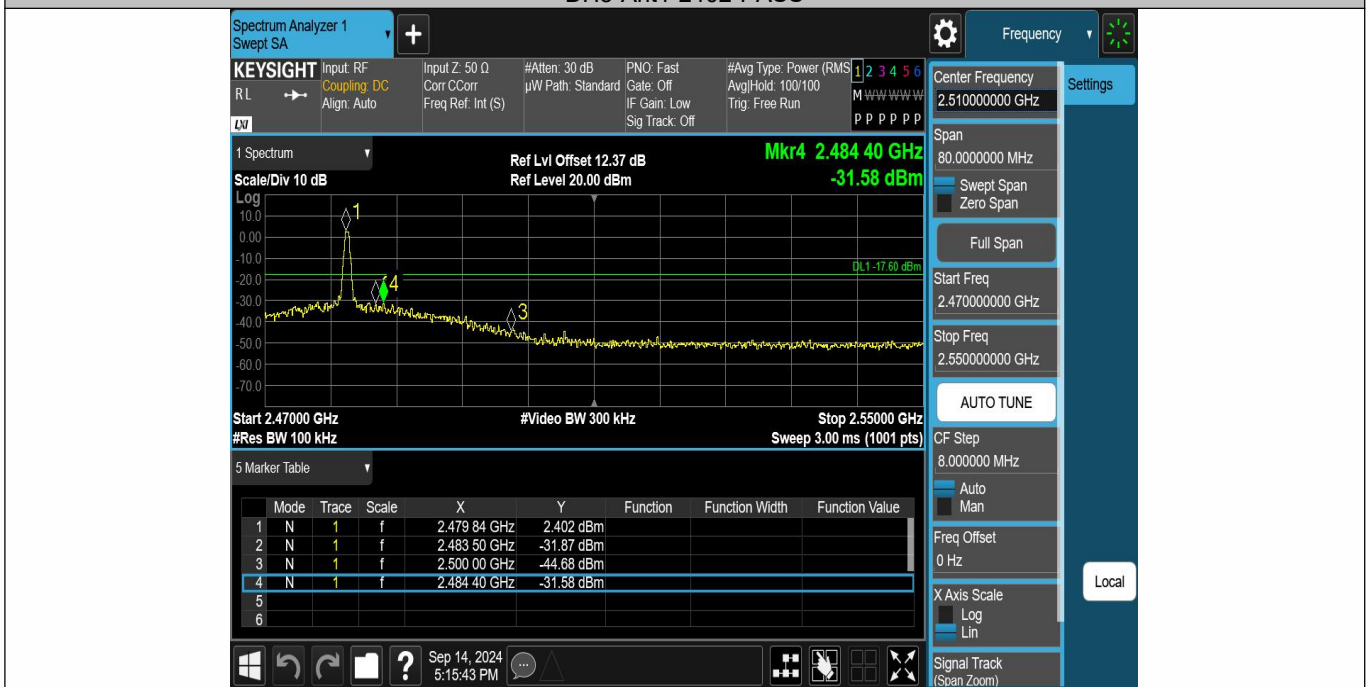 Spectrum Analyzer 1
Swept SA
+
Frequency
KEYSIGHT
RL
LXI
Input: RF
Coupling: DC
Align: Auto
Input Z: 50 Ω
Corr CCorr
Freq Ref: Int (S)
#Atten: 30 dB
µW Path: Standard
PNO: Fast
Gate: Off
IF Gain: Low
Sig Track: Off
#Avg Type: Power (RMS
Avg|Hold: 100/100
Trig: Free Run
1 2 3 4 5 6
M W W W W W
P P P P P P
Center Frequency
2.510000000 GHz
Settings
Span
80.0000000 MHz
Swept Span
Zero Span
Full Span
Start Freq
2.470000000 GHz
Stop Freq
2.550000000 GHz
AUTO TUNE
CF Step
8.000000 MHz
Auto
Man
Freq Offset
0 Hz
X Axis Scale
Log
Lin
Signal Track
(Span Zoom)
Local
1 Spectrum
Scale/Div 10 dB
Ref Lvl Offset 12.37 dB
Ref Level 20.00 dBm
Mkr4 2.484 40 GHz
-31.58 dBm
Log
10.0
0.00
-10.0
-20.0
-30.0
-40.0
-50.0
-60.0
-70.0
1
4
3
DL1 -17.60 dBm
Start 2.47000 GHz
#Video BW 300 kHz
Stop 2.55000 GHz
#Res BW 100 kHz
Sweep 3.00 ms (1001 pts)
5 Marker Table
Mode Trace Scale X Y Function Function Width Function Value
1 N 1 f 2.479 84 GHz 2.402 dBm
2 N 1 f 2.483 50 GHz -31.87 dBm
3 N 1 f 2.500 00 GHz -44.68 dBm
4 N 1 f 2.484 40 GHz -31.58 dBm
5
6
?
Sep 14, 2024
5:15:43 PM